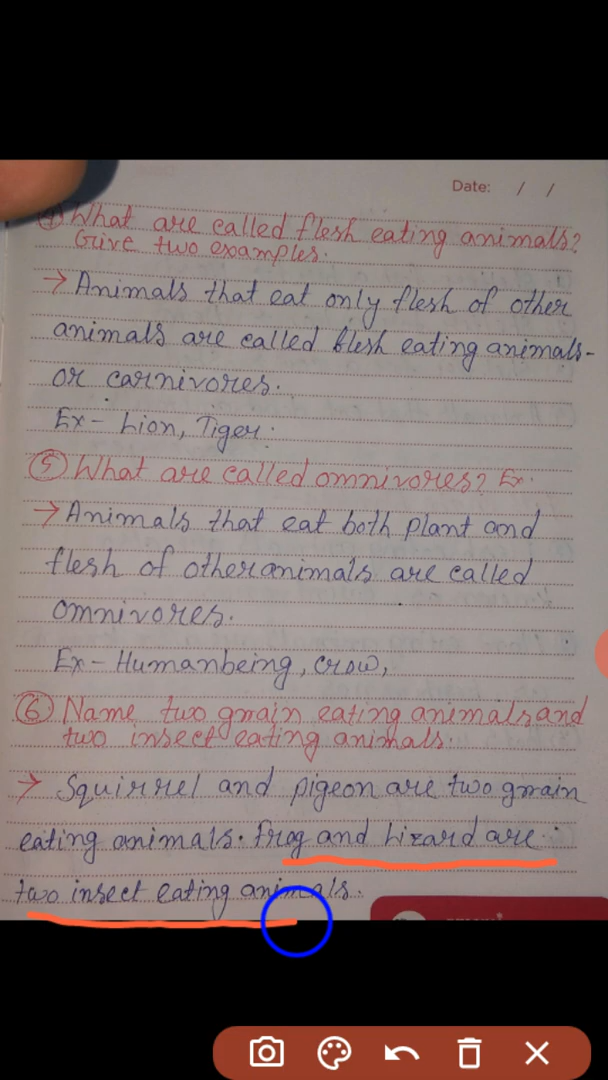 Date: / /
④ What are called flesh eating animals?
Give two examples.
→ Animals that eat only flesh of other
animals are called flesh eating animals-
or carnivores.
Ex - Lion, Tiger.
⑤ What are called omnivores? Ex.
→ Animals that eat both plant and
flesh of other animals are called
omnivores.
Ex - Humanbeing, crow,
⑥ Name two grain eating animals and
two insect eating animals.
→ Squirrel and pigeon are two grain
eating animals. Frog and Lizard are
two insect eating animals.